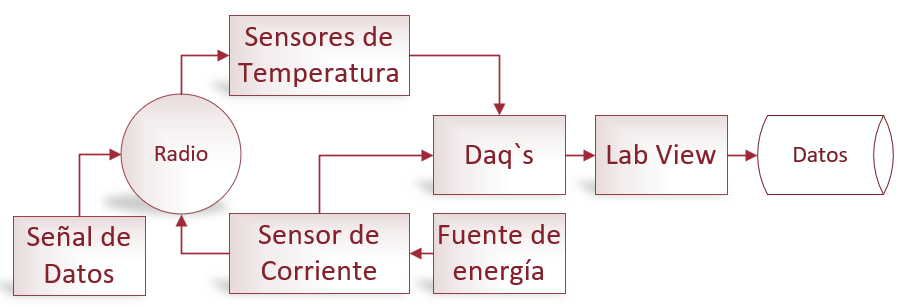 Sensores de
Temperatura
Radio
Daq`s
Lab View
Datos
Señal de
Datos
Sensor de
Corriente
Fuente de
energía